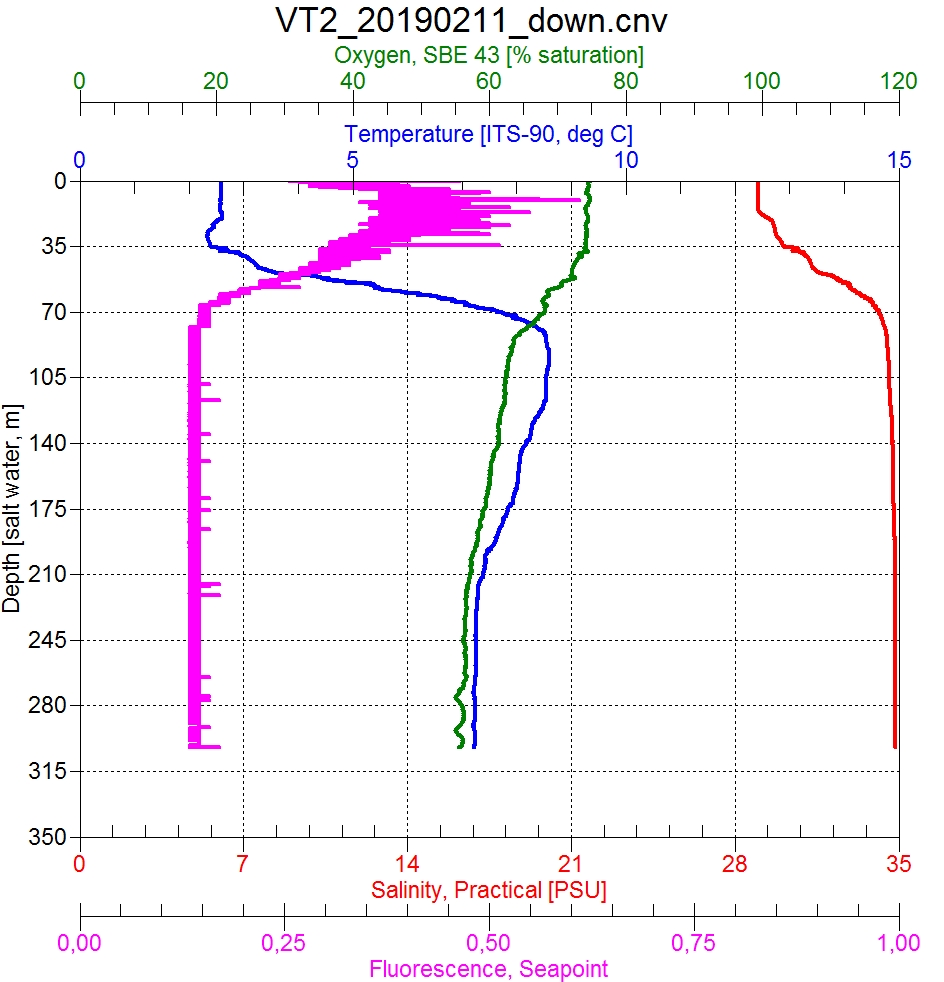 VT2_20190211_down.cnv
Oxygen, SBE 43 [% saturation]
0 20 40 60 80 100 120
Temperature [ITS-90, deg C]
0 5 10 15
0
35
70
105
140
175
210
245
280
315
350
Depth [salt water, m]
0 7 14 21 28 35
Salinity, Practical [PSU]
0,00 0,25 0,50 0,75 1,00
Fluorescence, Seapoint